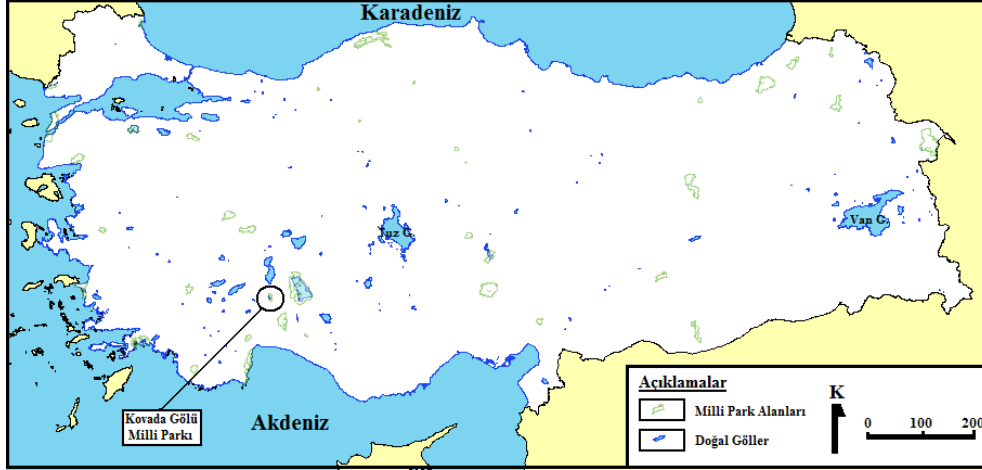 Karadeniz
Tuz G.
Van G.
Kovada Gölü
Milli Parkı
Akdeniz
Açıklamalar
Milli Park Alanları
Doğal Göller
K
0 100 200